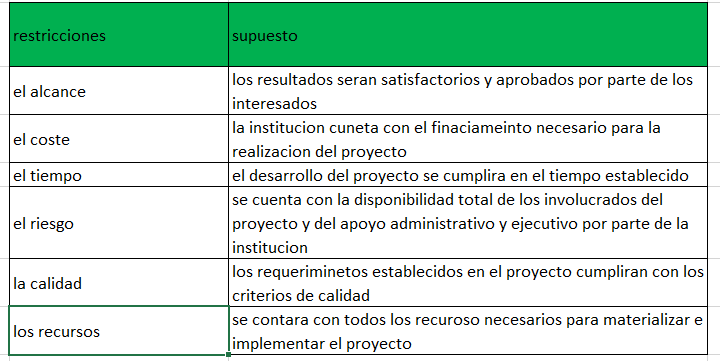 restricciones supuesto
el alcance los resultados seran satisfactorios y aprobados por parte de los
interesados
el coste la institucion cuneta con el finaciameinto necesario para la
realizacion del proyecto
el tiempo el desarrollo del proyecto se cumplira en el tiempo establecido
el riesgo se cuenta con la disponibilidad total de los involucrados del
proyecto y del apoyo administrativo y ejecutivo por parte de la
institucion
la calidad los requeriminetos establecidos en el proyecto cumpliran con los
criterios de calidad
los recursos se contara con todos los recuroso necesarios para materializar e
implementar el proyecto